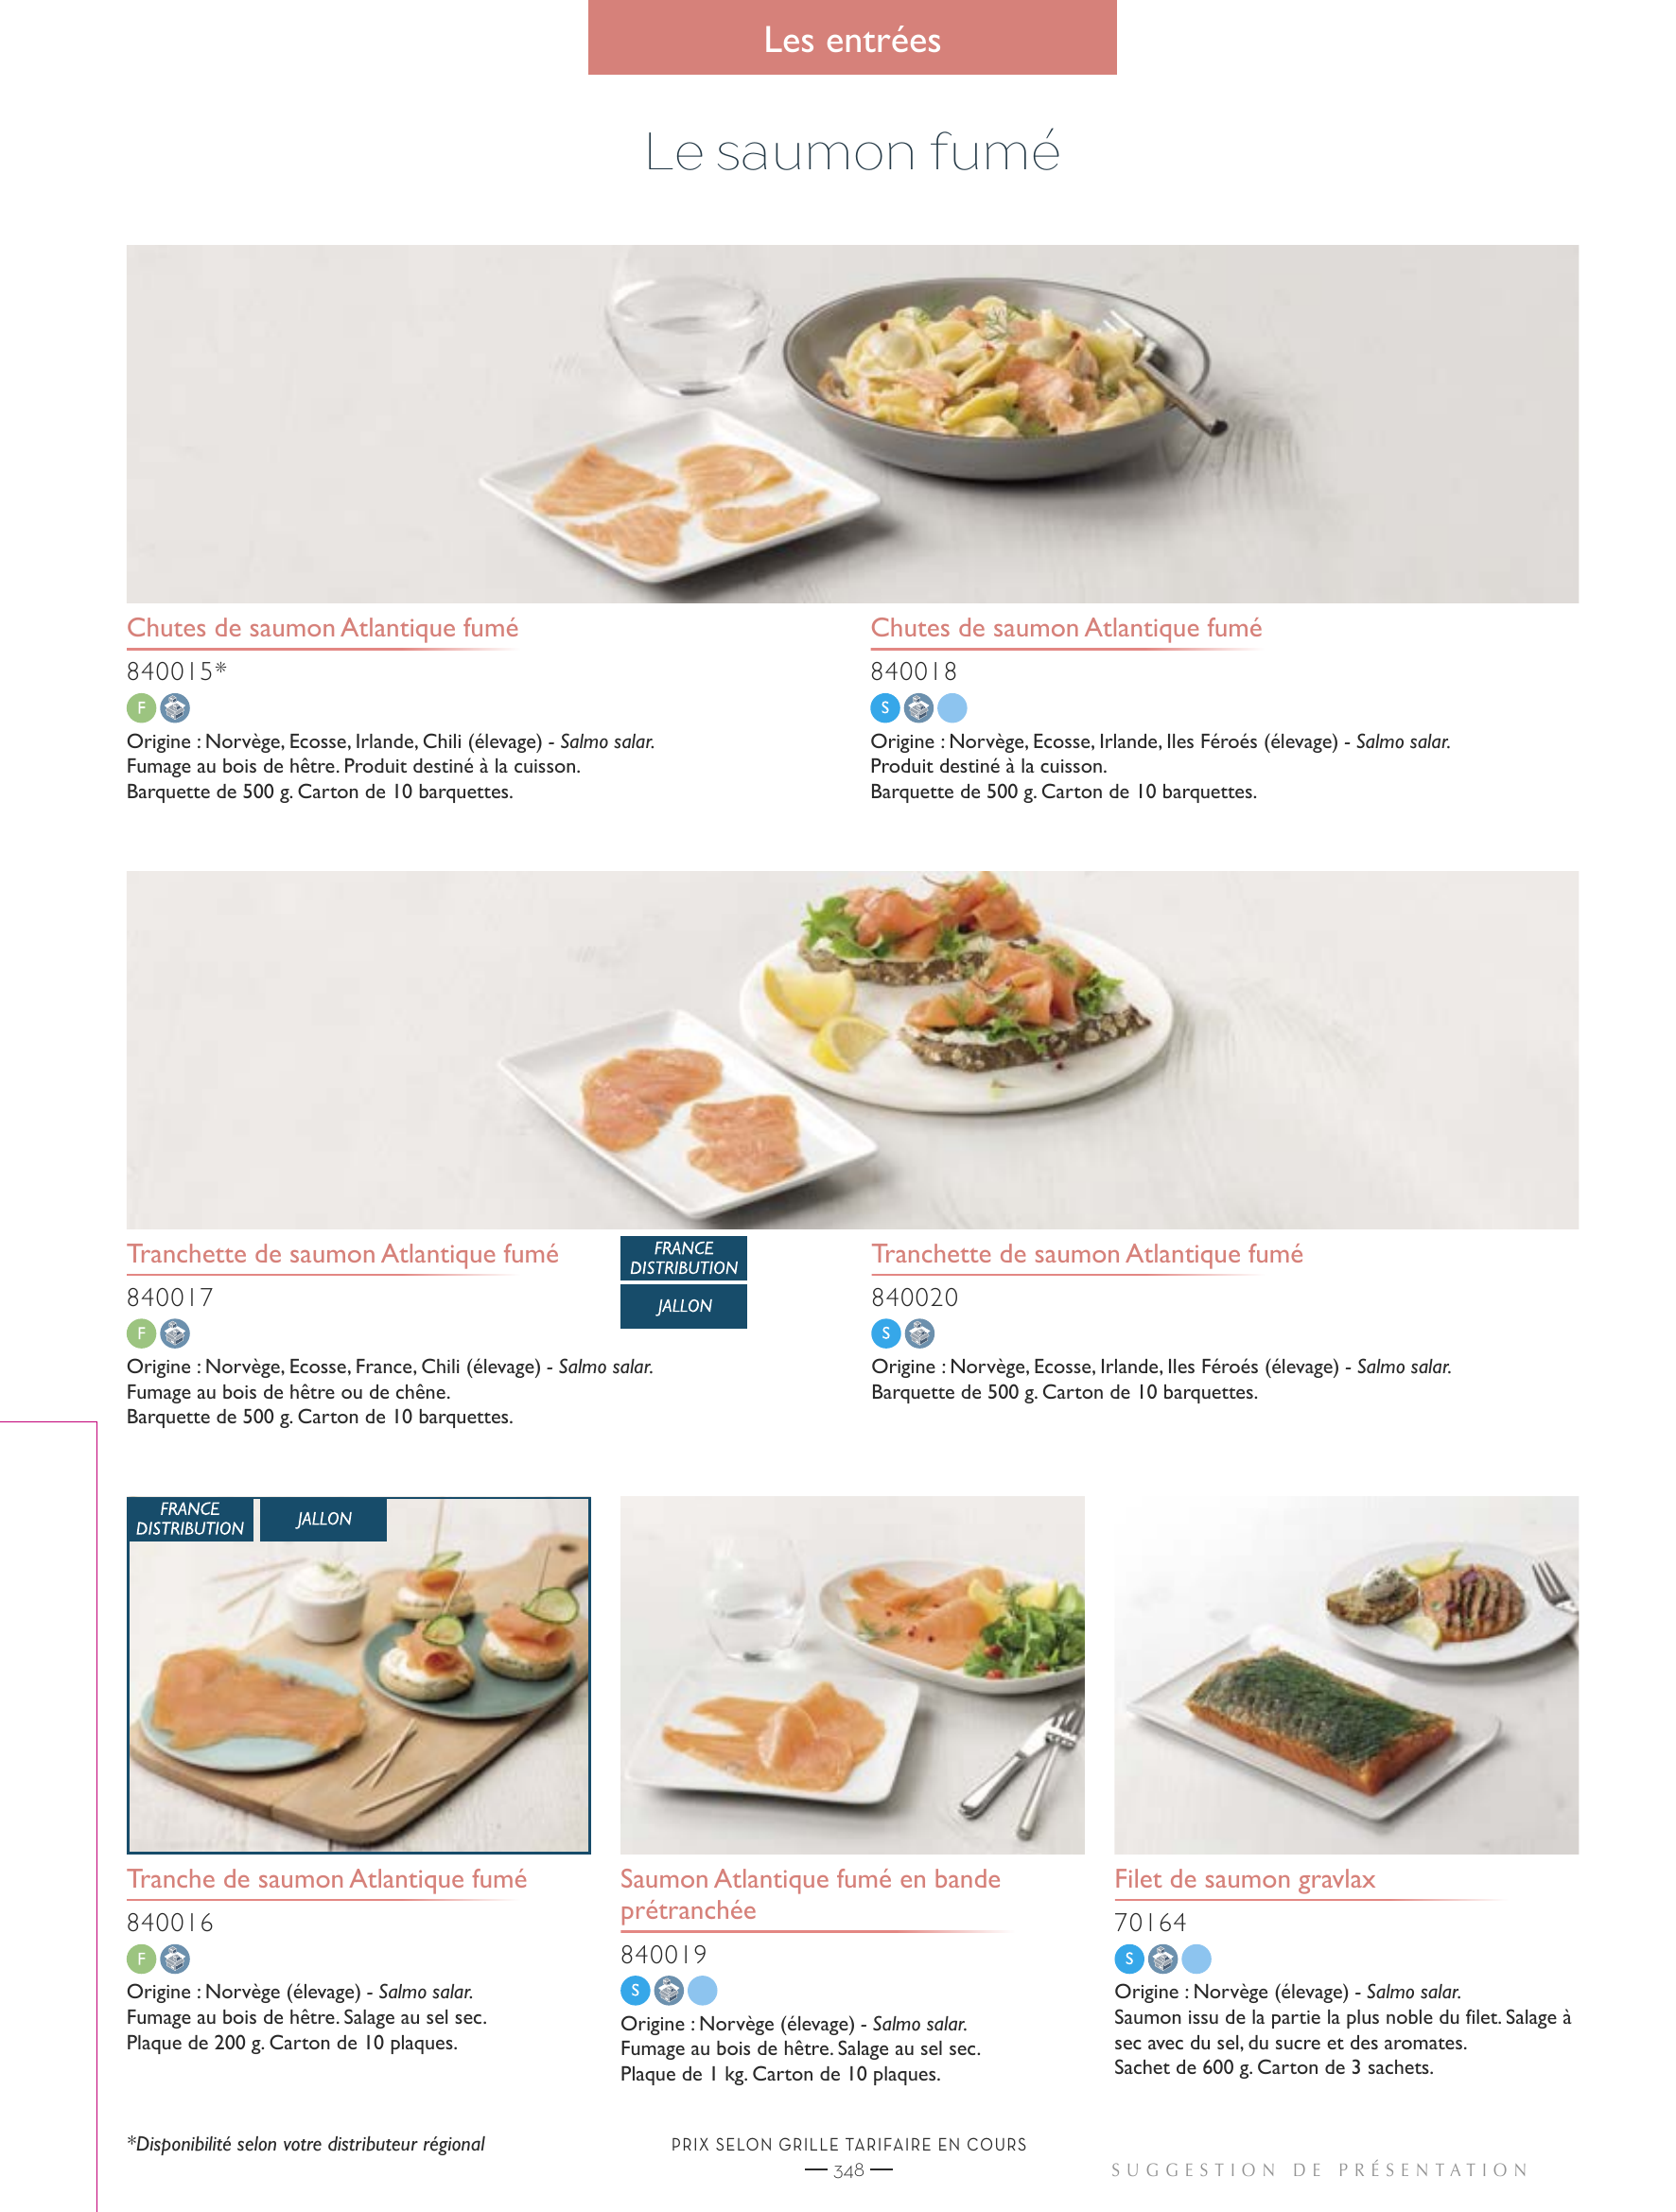 Les entrées
Le saumon fumé
Chutes de saumon Atlantique fumé
840015*
F
Origine : Norvège, Ecosse, Irlande, Chili (élevage) - Salmo salar.
Fumage au bois de hêtre. Produit destiné à la cuisson.
Barquette de 500 g. Carton de 10 barquettes.
Chutes de saumon Atlantique fumé
840018
S
Origine : Norvège, Ecosse, Irlande, Iles Féroés (élevage) - Salmo salar.
Produit destiné à la cuisson.
Barquette de 500 g. Carton de 10 barquettes.
Tranchette de saumon Atlantique fumé
840017
F
FRANCE
DISTRIBUTION
JALLON
Origine : Norvège, Ecosse, France, Chili (élevage) - Salmo salar.
Fumage au bois de hêtre ou de chêne.
Barquette de 500 g. Carton de 10 barquettes.
Tranchette de saumon Atlantique fumé
840020
S
Origine : Norvège, Ecosse, Irlande, Iles Féroés (élevage) - Salmo salar.
Barquette de 500 g. Carton de 10 barquettes.
FRANCE
DISTRIBUTION
JALLON
Tranche de saumon Atlantique fumé
840016
F
Origine : Norvège (élevage) - Salmo salar.
Fumage au bois de hêtre. Salage au sel sec.
Plaque de 200 g. Carton de 10 plaques.
Saumon Atlantique fumé en bande
prétranchée
840019
S
Origine : Norvège (élevage) - Salmo salar.
Fumage au bois de hêtre. Salage au sel sec.
Plaque de 1 kg. Carton de 10 plaques.
Filet de saumon gravlax
70164
S
Origine : Norvège (élevage) - Salmo salar.
Saumon issu de la partie la plus noble du filet. Salage à
sec avec du sel, du sucre et des aromates.
Sachet de 600 g. Carton de 3 sachets.
*Disponibilité selon votre distributeur régional
PRIX SELON GRILLE TARIFAIRE EN COURS
— 348 —
SUGGESTION DE PRÉSENTATION